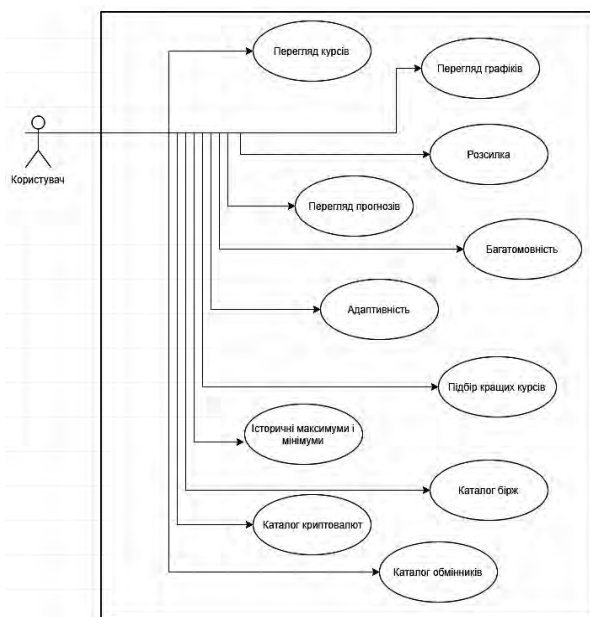 Перегляд курсів
Перегляд графіків
Користувач
Розсилка
Перегляд прогнозів
Багатомовність
Адаптивність
Підбір кращих курсів
Історичні максимуми і
мінімуми
Каталог бірж
Каталог криптовалют
Каталог обмінників